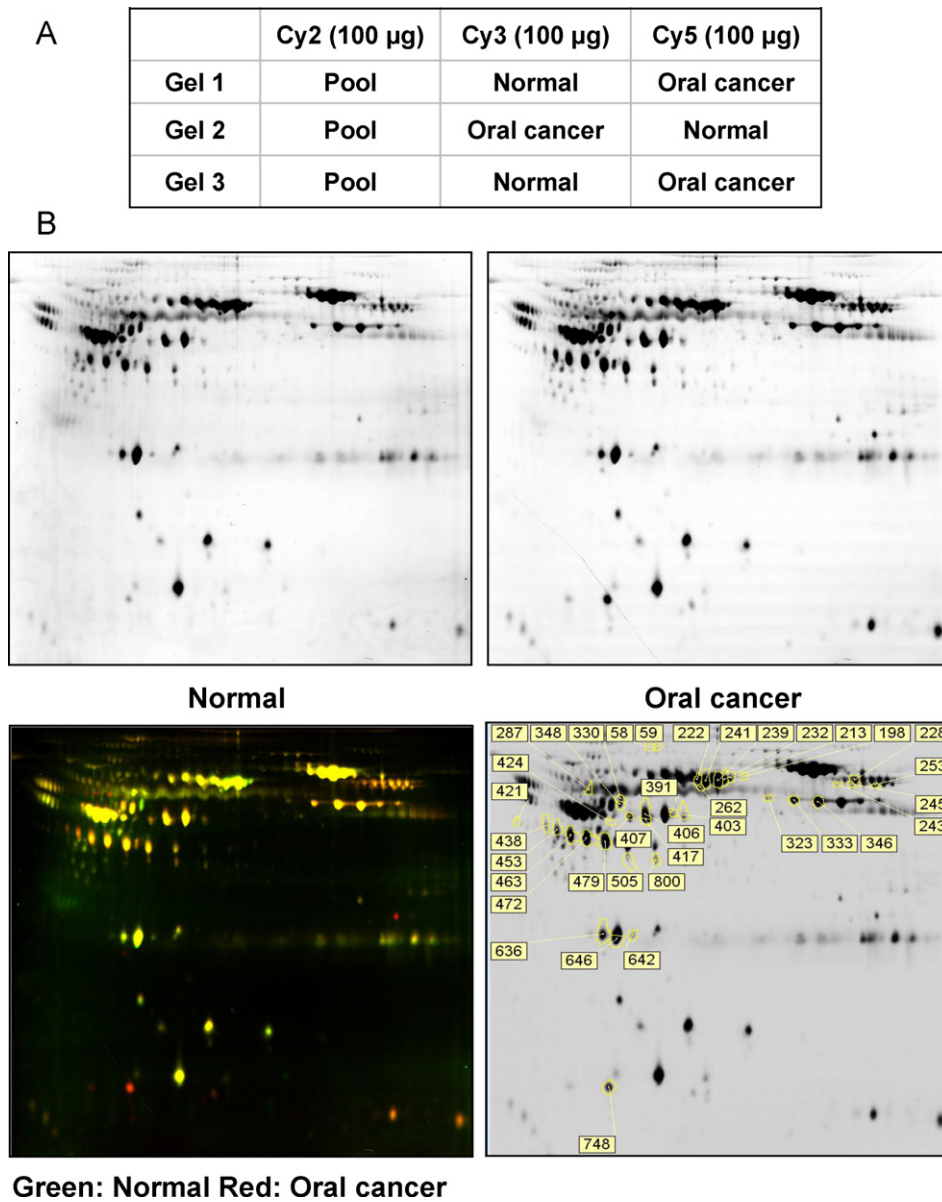 A
Cy2 (100 µg) Cy3 (100 µg) Cy5 (100 µg)
Gel 1 Pool Normal Oral cancer
Gel 2 Pool Oral cancer Normal
Gel 3 Pool Normal Oral cancer
B
Normal Oral cancer
287 348 330 58 59 222 241 239 232 213 198 228
424 253
421 391 262 245
438 407 406 403 243
453 417 323 333 346
463 479 505 800
472
636 646 642
748
Green: Normal Red: Oral cancer